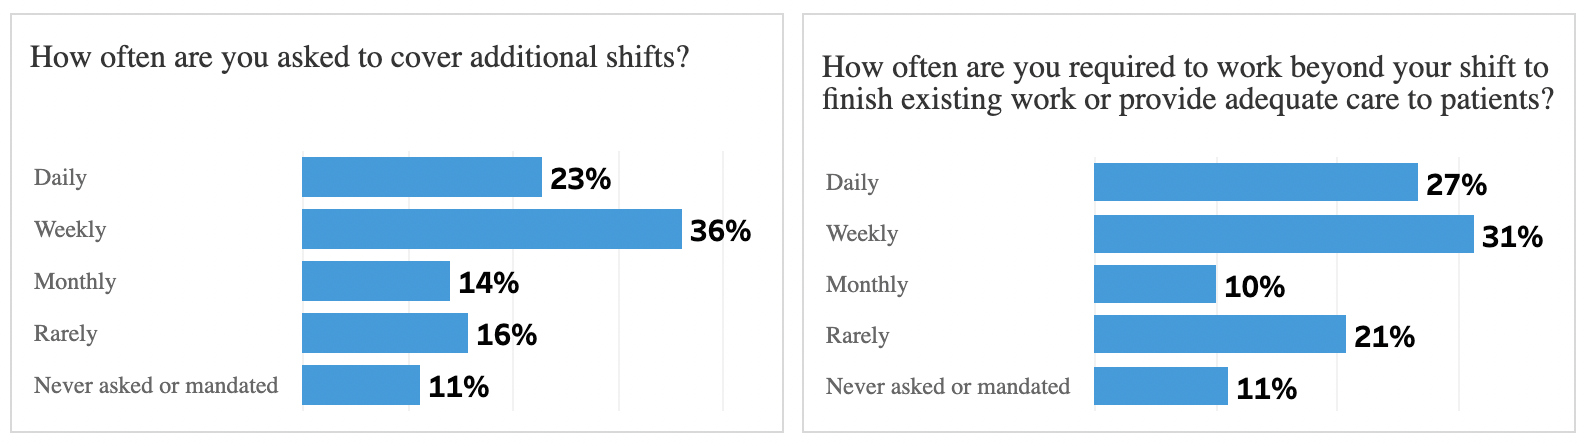 How often are you asked to cover additional shifts?
Daily 23%
Weekly 36%
Monthly 14%
Rarely 16%
Never asked or mandated 11%
How often are you required to work beyond your shift to
finish existing work or provide adequate care to patients?
Daily 27%
Weekly 31%
Monthly 10%
Rarely 21%
Never asked or mandated 11%